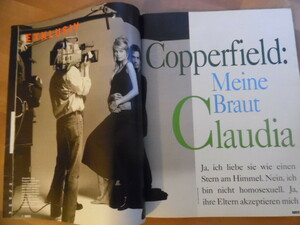 EXKLUSIV
Copperfield:
Meine
Braut
Claudia
Ja, ich liebe sie wie einen
Stern am Himmel. Nein, ich
bin nicht homosexuell. Ja,
ihre Eltern akzeptieren mich